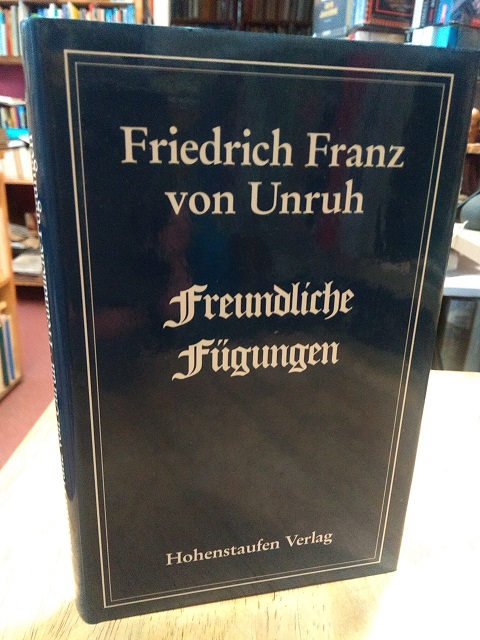 Friedrich Franz
von Unruh
Freundliche
Fügungen
Hohenstaufen Verlag